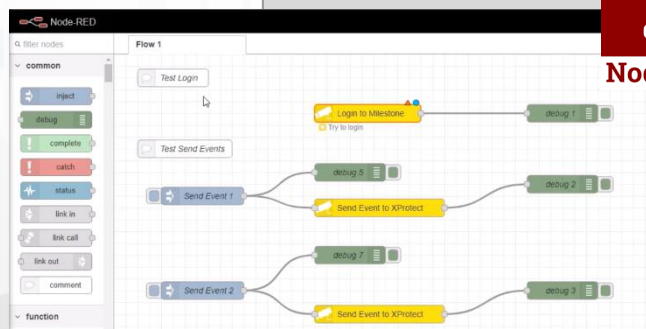 Node-RED
filter nodes
Flow 1
common
inject
debug
complete
catch
status
link in
link call
link out
comment
function
Test Login
Login to Milestone
Try to login
debug 1
Test Send Events
debug 5
Send Event 1
debug 2
Send Event to XProtect
debug 7
Send Event 2
debug 3
Send Event to XProtect